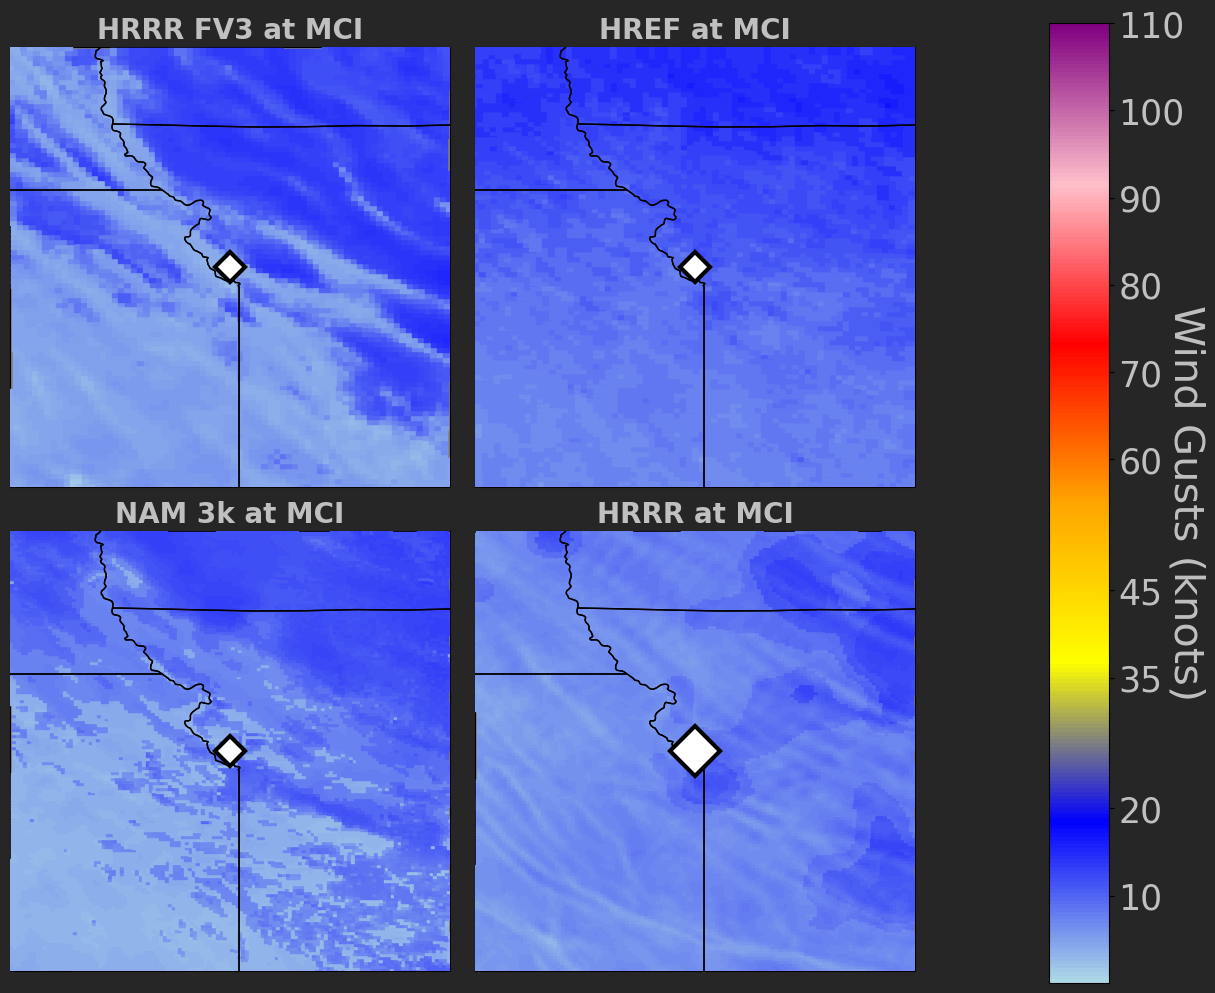 HRRR FV3 at MCI
HREF at MCI
NAM 3k at MCI
HRRR at MCI
110
100
90
80
70
60
45
35
20
10
Wind Gusts (knots)